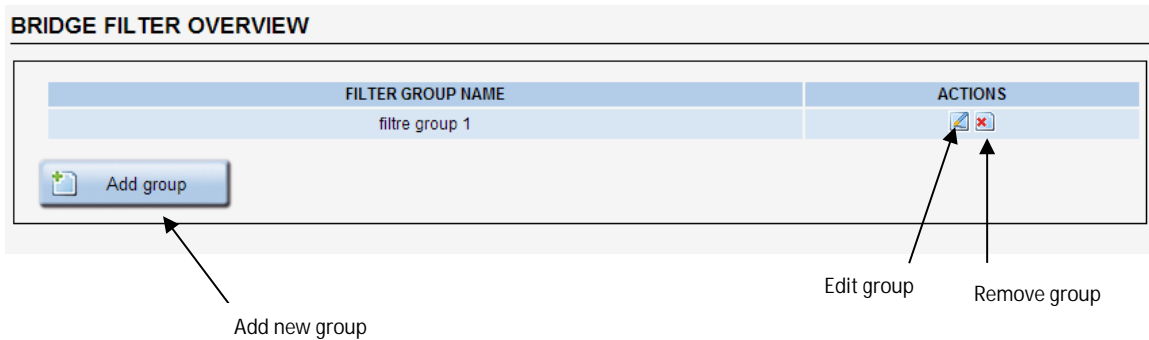 BRIDGE FILTER OVERVIEW
FILTER GROUP NAME ACTIONS
filtre group 1
Add group
Edit group
Remove group
Add new group